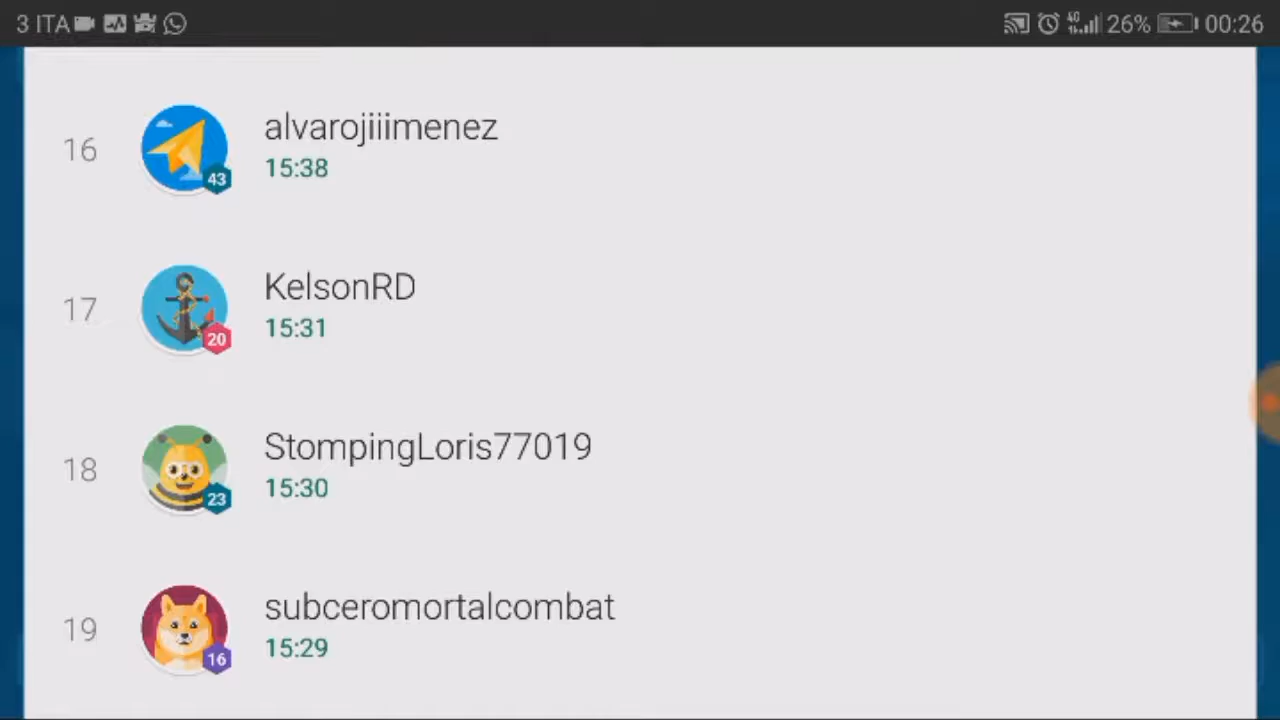 3 ITA 4G 26% 00:26
16 alvarojiiimenez
15:38
43
17 KelsonRD
15:31
20
18 StompingLoris77019
15:30
23
19 subceromortalcombat
15:29
16